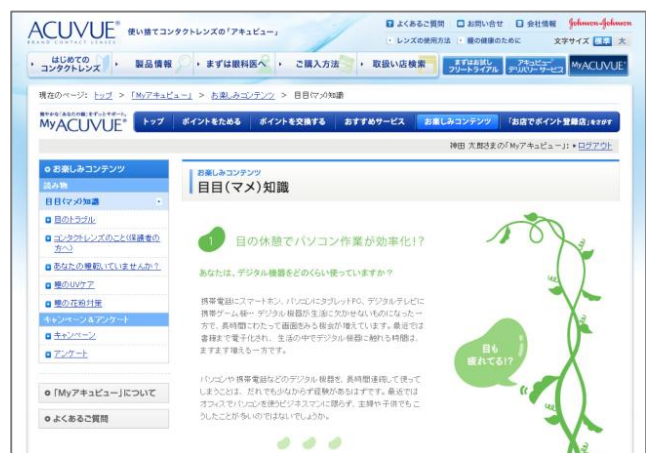 ACUVUE®
BRAND CONTACT LENSES
使い捨てコンタクトレンズの「アキュビュー」
よくあるご質問 お問い合せ 会社情報 Johnson&Johnson
レンズの使用方法 瞳の健康のために 文字サイズ 標準 大
はじめての
コンタクトレンズ
製品情報 まずは眼科医へ ご購入方法 取扱い店検索
まずはお試し
フリートライアル
アキュビュー®
デリバリーサービス
MyACUVUE®
現在のページ: トップ > 「Myアキュビュー」 > お楽しみコンテンツ > 目目(マメ)知識
MyACUVUE®
トップ ポイントをためる ポイントを交換する おすすめサービス お楽しみコンテンツ 「お店でポイント登録店」をさがす
神田 太郎さまの「Myアキュビュー」: ログアウト
お楽しみコンテンツ
読み物
目目(マメ)知識
目のトラブル
コンタクトレンズのこと(保護者の
方へ)
あなたの瞳乾いていませんか?
瞳のUVケア
瞳の花粉対策
キャンペーン&アンケート
キャンペーン
アンケート
「Myアキュビュー」について
よくあるご質問
お楽しみコンテンツ
目目(マメ)知識
1 目の休憩でパソコン作業が効率化!?
あなたは、デジタル機器をどのくらい使っていますか?
携帯電話にスマートホン、パソコンにタブレットPC、デジタルテレビに
携帯ゲーム機… デジタル機器が生活に欠かせないものになった一
方で、長時間にわたって画面をみる機会が増えています。最近では
書籍まで電子化され、生活の中でデジタル機器に触れる時間は、
ますます増える一方です。
パソコンや携帯電話などのデジタル機器を、長時間連続して使って
しまうことは、だれでも少なからず経験があるはずです。最近では
オフィスでパソコンを使うビジネスマンに限らず、主婦や子供でもこ
うしたことが多いのではないでしょうか。
目も
疲れてる!?